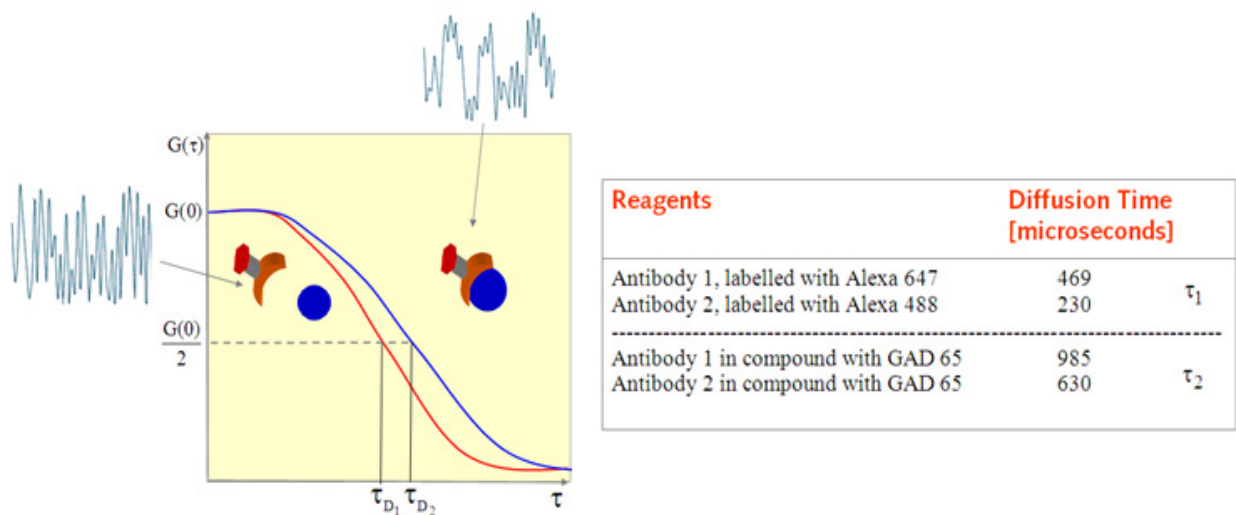 G(τ)
G(0)
G(0)
2
τD1
τD2
τ
Reagents Diffusion Time
[microseconds]
Antibody 1, labelled with Alexa 647 469
τ1
Antibody 2, labelled with Alexa 488 230
Antibody 1 in compound with GAD 65 985
τ2
Antibody 2 in compound with GAD 65 630